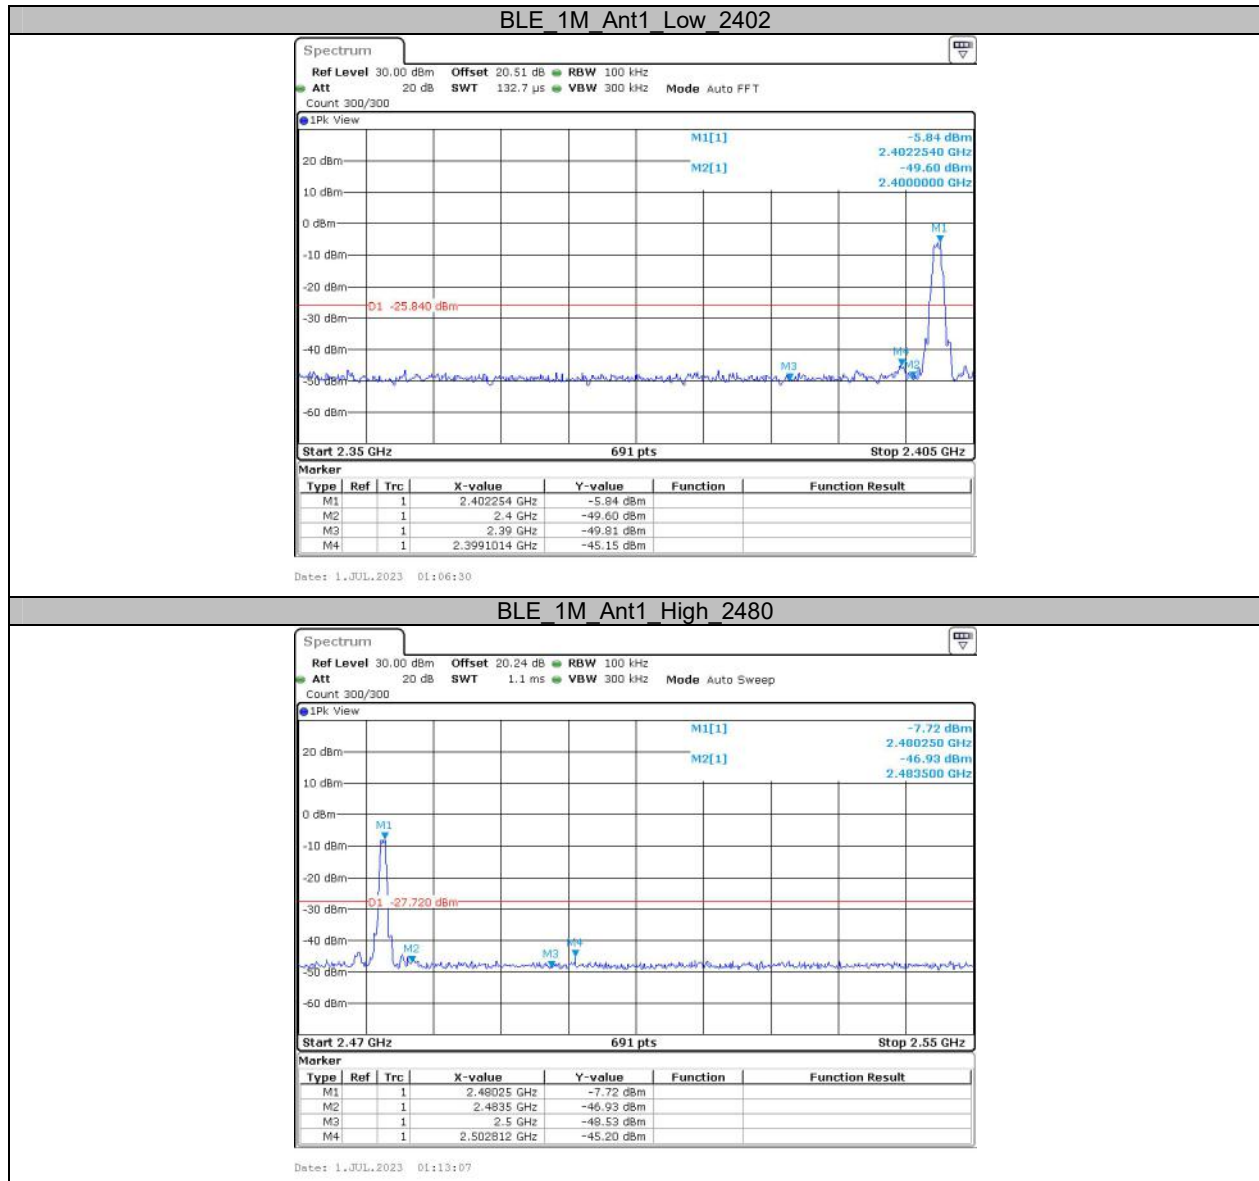 BLE_1M_Ant1_Low_2402
Spectrum
Ref Level 30.00 dBm Offset 20.51 dB RBW 100 kHz
Att 20 dB SWT 132.7 µs VBW 300 kHz Mode Auto FFT
Count 300/300
1Pk View
M1[1] -5.84 dBm
2.4022540 GHz
20 dBm
M2[1] -49.60 dBm
2.4000000 GHz
10 dBm
0 dBm
M1
-10 dBm
-20 dBm
D1 -25.840 dBm
-30 dBm
-40 dBm
M4
M3 M2
-50 dBm
-60 dBm
Start 2.35 GHz 691 pts Stop 2.405 GHz
Marker
Type Ref Trc X-value Y-value Function Function Result
M1 1 2.402254 GHz -5.84 dBm
M2 1 2.4 GHz -49.60 dBm
M3 1 2.39 GHz -49.81 dBm
M4 1 2.3991014 GHz -45.15 dBm
Date: 1.JUL.2023 01:06:30
BLE_1M_Ant1_High_2480
Spectrum
Ref Level 30.00 dBm Offset 20.24 dB RBW 100 kHz
Att 20 dB SWT 1.1 ms VBW 300 kHz Mode Auto Sweep
Count 300/300
1Pk View
M1[1] -7.72 dBm
2.480250 GHz
20 dBm
M2[1] -46.93 dBm
2.483500 GHz
10 dBm
0 dBm
M1
-10 dBm
-20 dBm
D1 -27.720 dBm
-30 dBm
-40 dBm
M2 M3 M4
-50 dBm
-60 dBm
Start 2.47 GHz 691 pts Stop 2.55 GHz
Marker
Type Ref Trc X-value Y-value Function Function Result
M1 1 2.48025 GHz -7.72 dBm
M2 1 2.4835 GHz -46.93 dBm
M3 1 2.5 GHz -48.53 dBm
M4 1 2.502812 GHz -45.20 dBm
Date: 1.JUL.2023 01:13:07